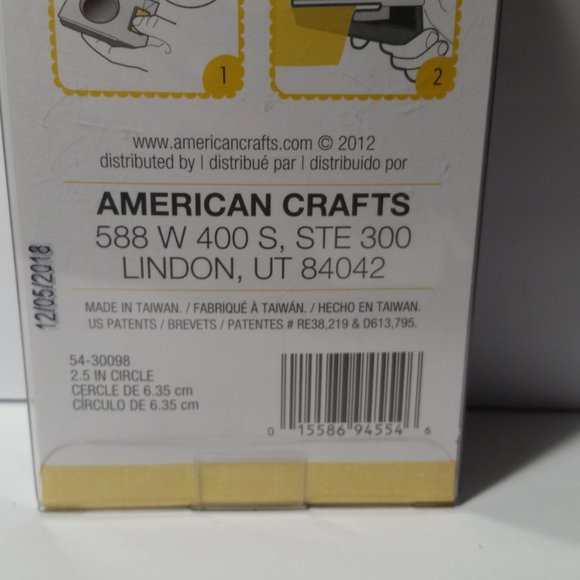 1
2
www.americancrafts.com © 2012
distributed by | distribué par | distribuido por
AMERICAN CRAFTS
588 W 400 S, STE 300
LINDON, UT 84042
12/05/2018
MADE IN TAIWAN. / FABRIQUÉ À TAIWÁN. / HECHO EN TAIWAN.
US PATENTS / BREVETS / PATENTES # RE38,219 & D613,795.
54-30098
2.5 IN CIRCLE
CERCLE DE 6.35 cm
CÍRCULO DE 6.35 cm
0 15586 94554 6